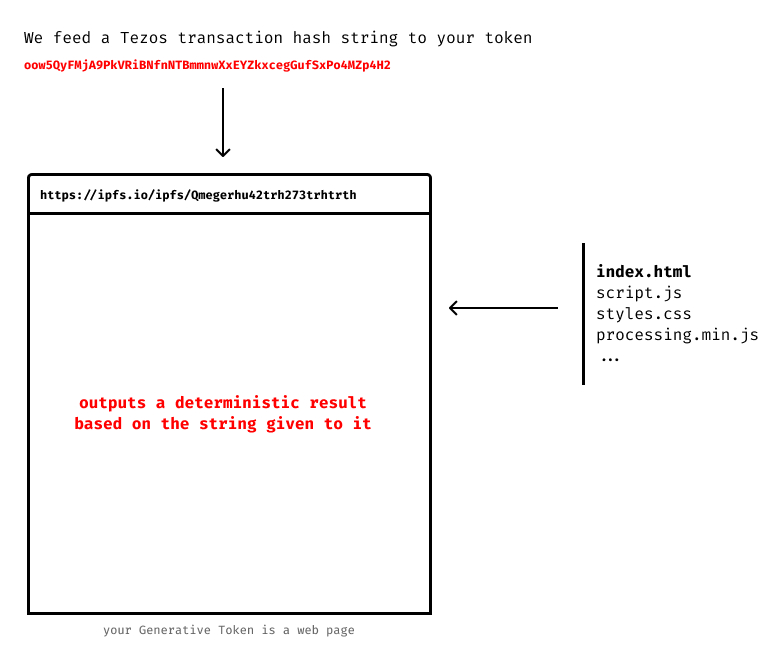 We feed a Tezos transaction hash string to your token
oow5QyFMjA9PkVRiBNfnNTBmmnwXxEYZkxcegGufSxPo4MZp4H2
https://ipfs.io/ipfs/Qmegerhu42trh273trhtrth
index.html
script.js
styles.css
processing.min.js
...
outputs a deterministic result
based on the string given to it
your Generative Token is a web page